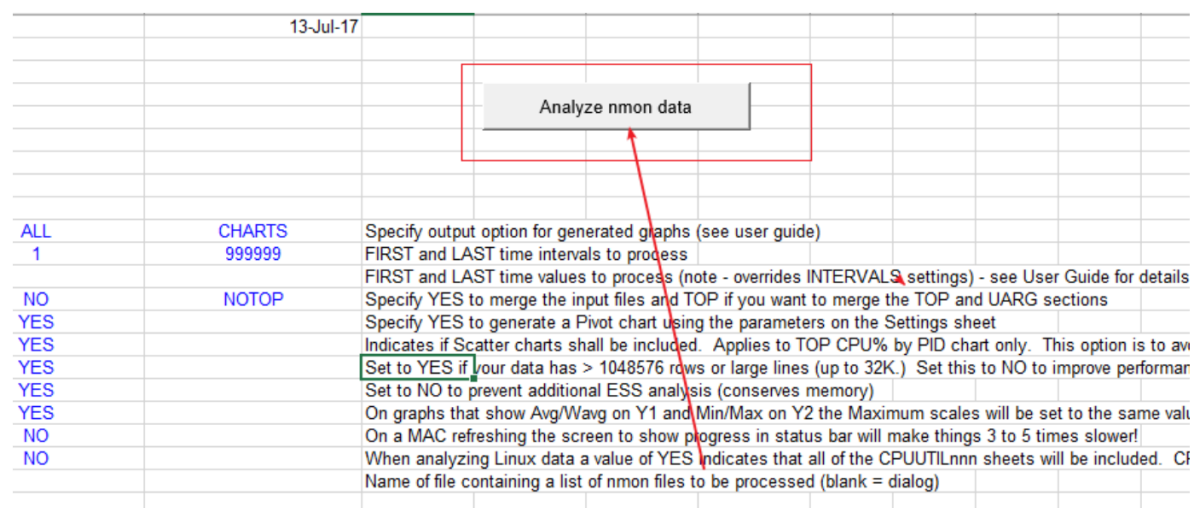 13-Jul-17
Analyze nmon data
ALL CHARTS Specify output option for generated graphs (see user guide)
1 999999 FIRST and LAST time intervals to process
FIRST and LAST time values to process (note - overrides INTERVALS settings) - see User Guide for details
NO NOTOP Specify YES to merge the input files and TOP if you want to merge the TOP and UARG sections
YES Specify YES to generate a Pivot chart using the parameters on the Settings sheet
YES Indicates if Scatter charts shall be included. Applies to TOP CPU% by PID chart only. This option is to
YES Set to YES if your data has > 1048576 rows or large lines (up to 32K.) Set this to NO to improve
YES Set to NO to prevent additional ESS analysis (conserves memory)
YES On graphs that show Avg/Wavg on Y1 and Min/Max on Y2 the Maximum scales will be set to the same
NO On a MAC refreshing the screen to show progress in status bar will make things 3 to 5 times slower!
NO When analyzing Linux data a value of YES indicates that all of the CPUUTILnnn sheets will be included.
Name of file containing a list of nmon files to be processed (blank = dialog)